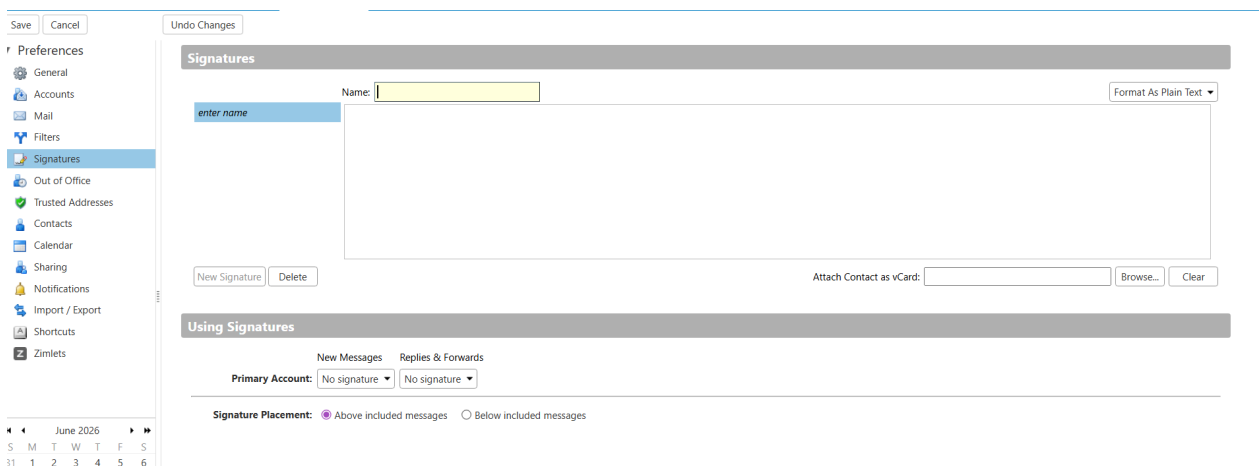 Save Cancel Undo Changes
Preferences
General
Accounts
Mail
Filters
Signatures
Out of Office
Trusted Addresses
Contacts
Calendar
Sharing
Notifications
Import / Export
Shortcuts
Zimlets
June 2026
S M T W T F S
31 1 2 3 4 5 6
Signatures
Name: Format As Plain Text
enter name
New Signature Delete Attach Contact as vCard: Browse... Clear
Using Signatures
New Messages Replies & Forwards
Primary Account: No signature No signature
Signature Placement: Above included messages Below included messages